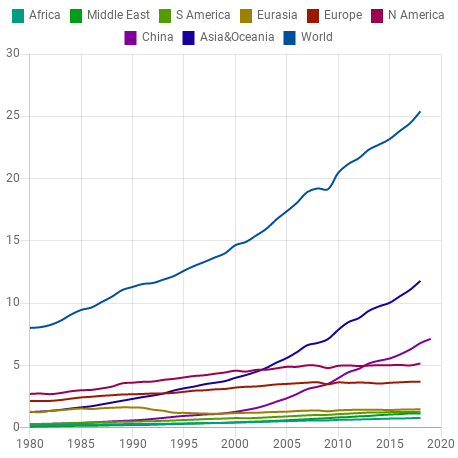 Africa Middle East S America Eurasia Europe N America
China Asia&Oceania World
30
25
20
15
10
5
0
1980 1985 1990 1995 2000 2005 2010 2015 2020